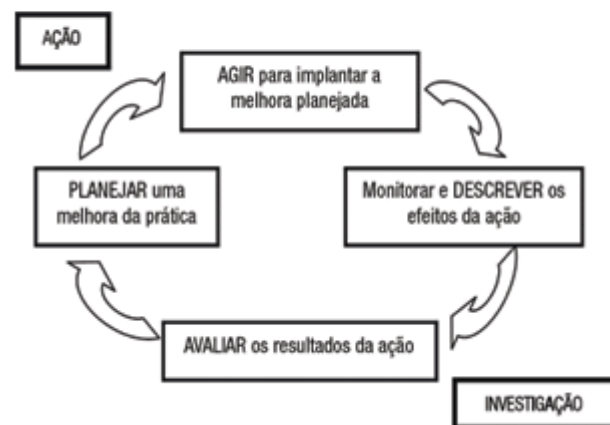 AÇÃO
AGIR para implantar a
melhora planejada
PLANEJAR uma
melhora da prática
Monitorar e DESCREVER os
efeitos da ação
AVALIAR os resultados da ação
INVESTIGAÇÃO